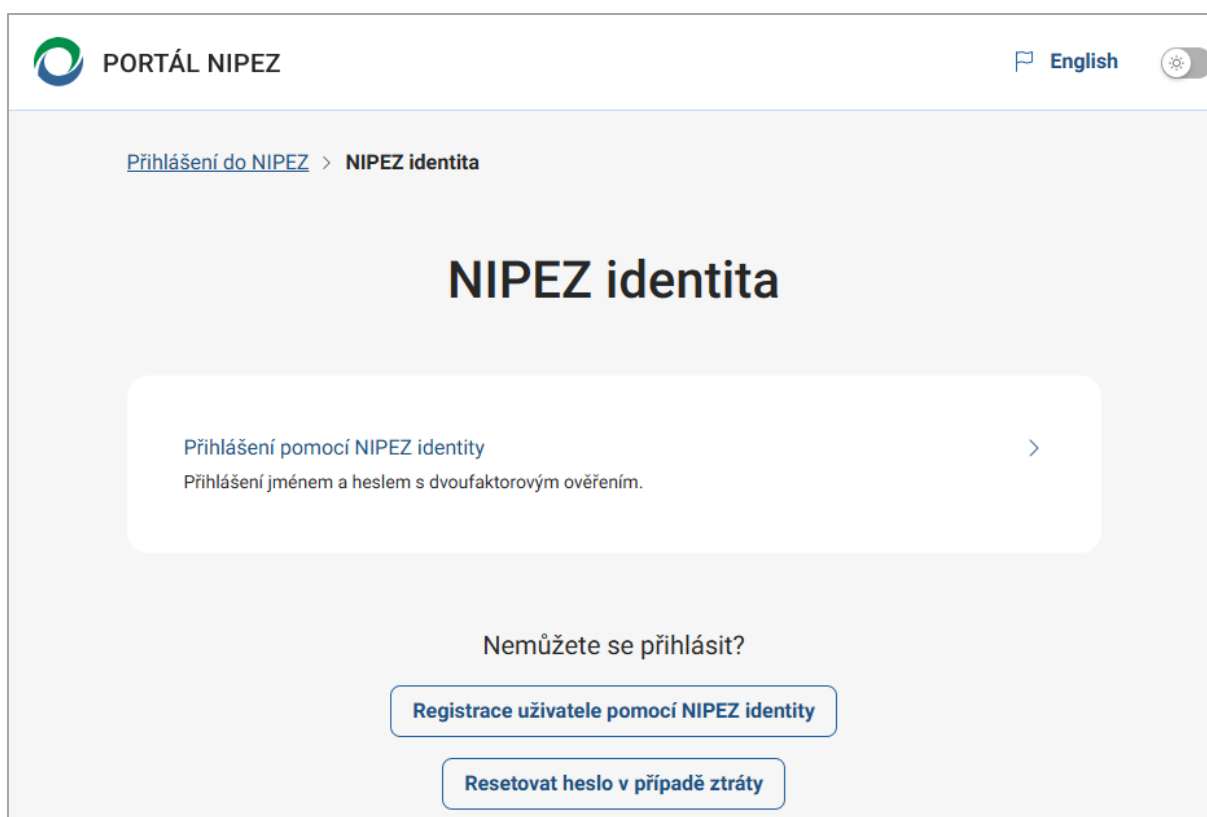 PORTÁL NIPEZ
English
Přihlášení do NIPEZ > NIPEZ identita
NIPEZ identita
Přihlášení pomocí NIPEZ identity
Přihlášení jménem a heslem s dvoufaktorovým ověřením.
Nemůžete se přihlásit?
Registrace uživatele pomocí NIPEZ identity
Resetovat heslo v případě ztráty